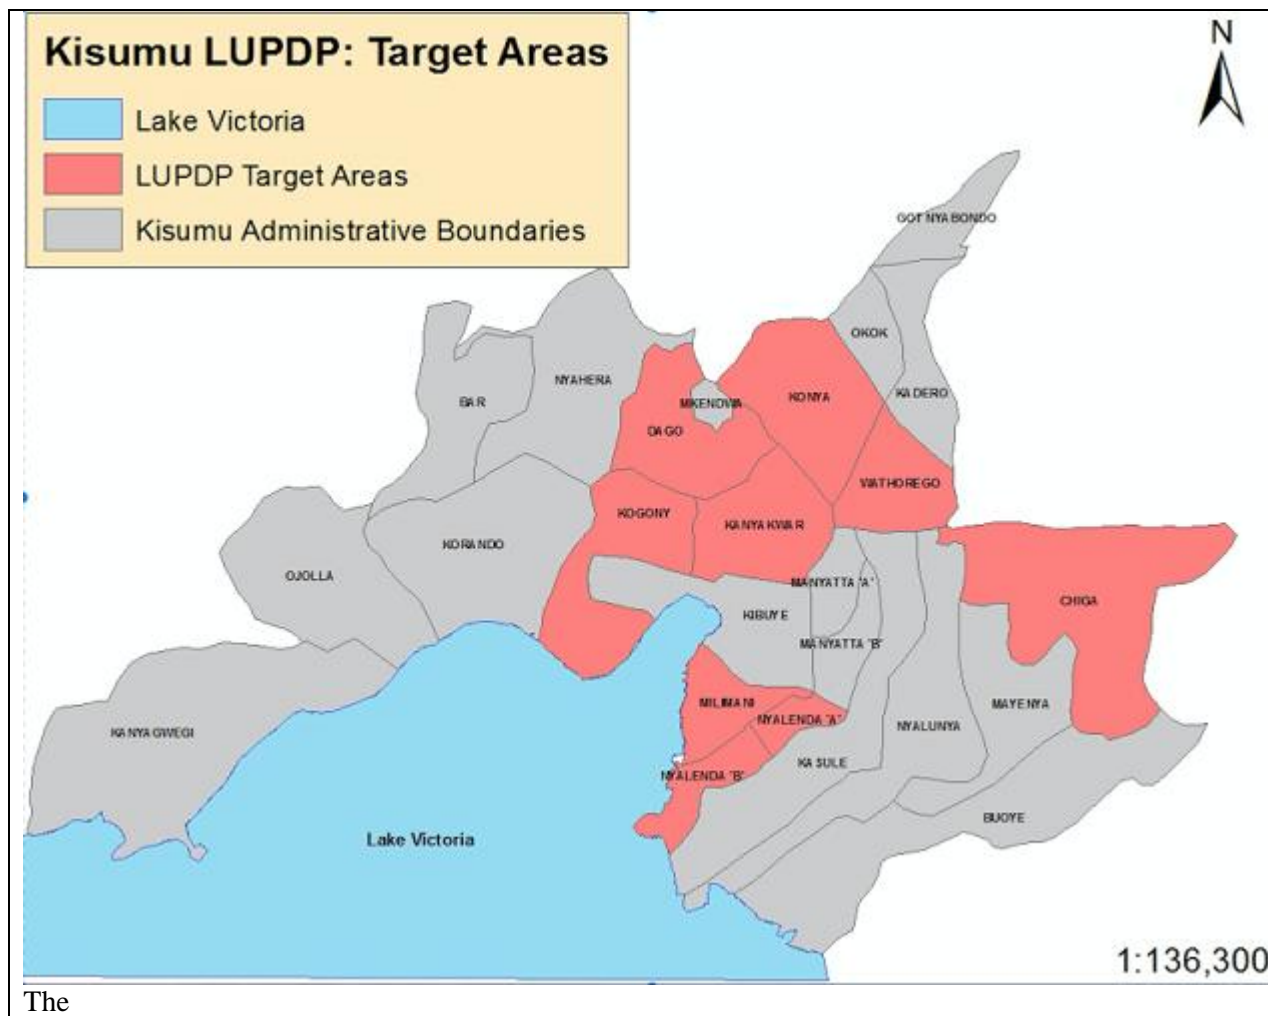 Kisumu LUPDP: Target Areas
Lake Victoria
LUPDP Target Areas
Kisumu Administrative Boundaries
N
GOT NYABONDO
OKOK
NYAHERA
KADERO
BAR
MKENDWA
KONYA
DAGO
WATHOREGO
KOGONY
KANYAKWAR
KORANDO
OJOLLA
MANYATTA 'A'
CHIGA
KIBUYE
MANYATTA 'B'
MILIMANI
MAYENYA
NYALENDA 'A'
NYALUNYA
KANYAGWEGI
KASULE
NYALENDA 'B'
BUOYE
Lake Victoria
1:136,300
The